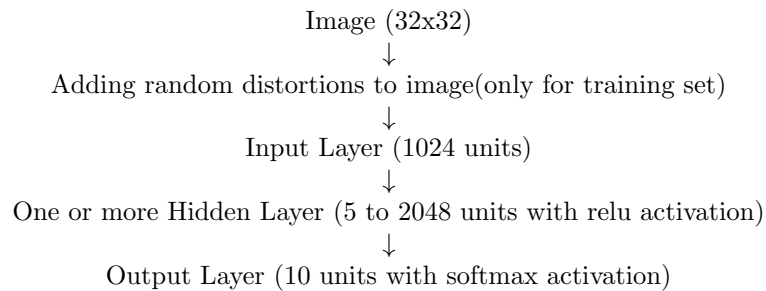 Image (32x32)
↓
Adding random distortions to image(only for training set)
↓
Input Layer (1024 units)
↓
One or more Hidden Layer (5 to 2048 units with relu activation)
↓
Output Layer (10 units with softmax activation)